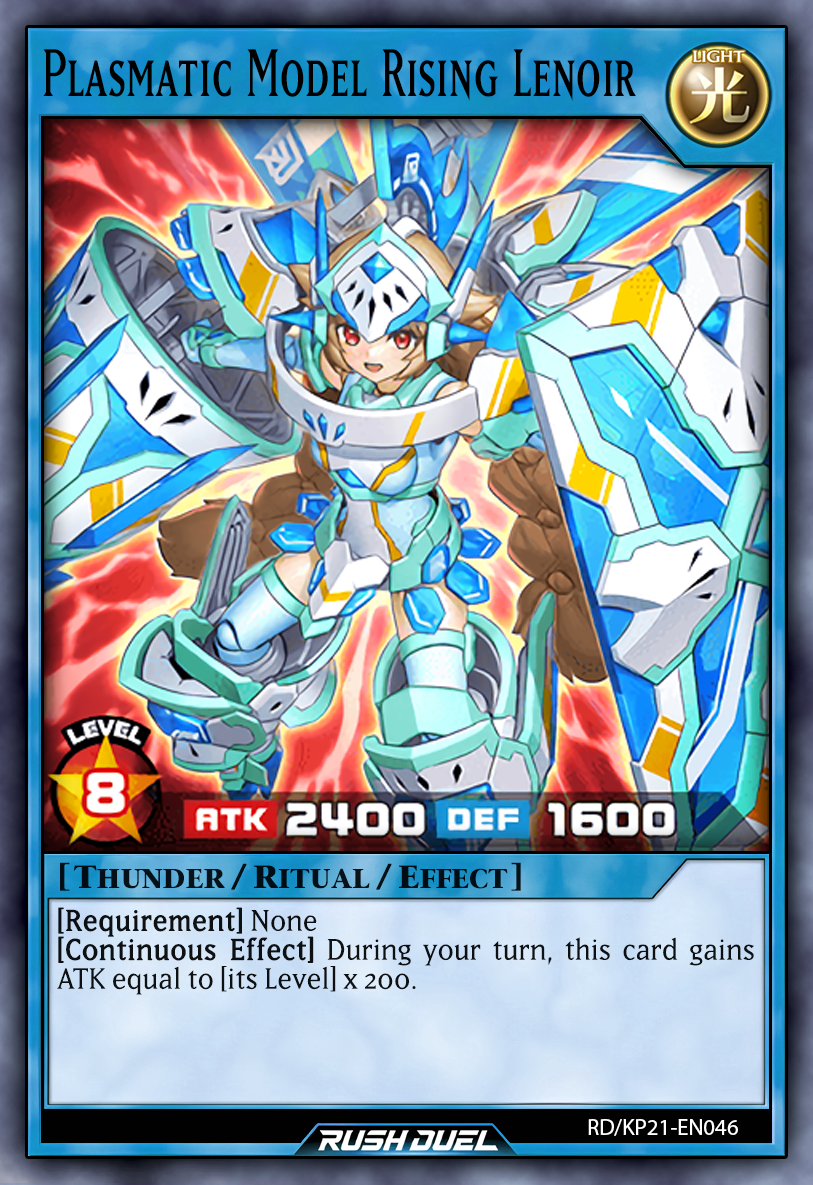 Plasmatic Model Rising Lenoir
LIGHT
光
LEVEL
8
ATK 2400 DEF 1600
[Thunder / Ritual / Effect]
[Requirement] None
[Continuous Effect] During your turn, this card gains
ATK equal to [its Level] x 200.
RD/KP21-EN046
RUSH DUEL